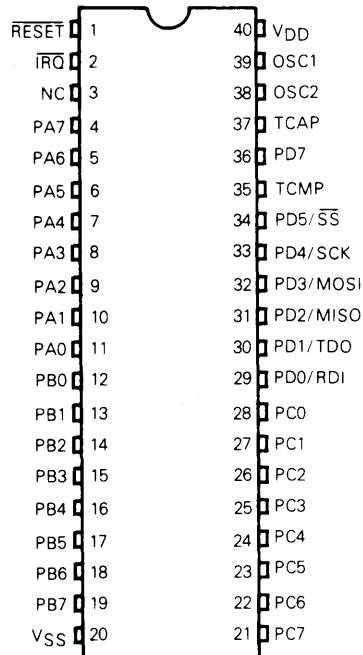 R̅E̅S̅E̅T̅ 1 40 VDD
I̅R̅Q̅ 2 39 OSC1
NC 3 38 OSC2
PA7 4 37 TCAP
PA6 5 36 PD7
PA5 6 35 TCMP
PA4 7 34 PD5/S̅S̅
PA3 8 33 PD4/SCK
PA2 9 32 PD3/MOSI
PA1 10 31 PD2/MISO
PA0 11 30 PD1/TDO
PB0 12 29 PD0/RDI
PB1 13 28 PC0
PB2 14 27 PC1
PB3 15 26 PC2
PB4 16 25 PC3
PB5 17 24 PC4
PB6 18 23 PC5
PB7 19 22 PC6
VSS 20 21 PC7